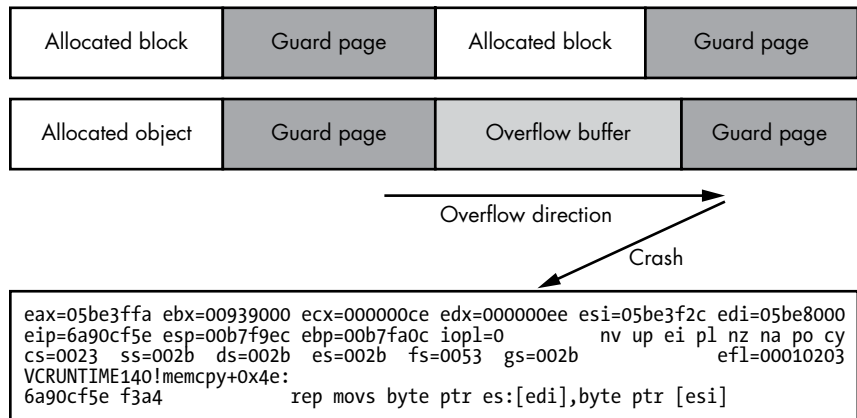 Allocated block Guard page Allocated block Guard page
Allocated object Guard page Overflow buffer Guard page
Overflow direction
Crash
eax=05be3ffa ebx=00939000 ecx=000000ce edx=000000ee esi=05be3f2c edi=05be8000
eip=6a90cf5e esp=00b7f9ec ebp=00b7fa0c iopl=0 nv up ei pl nz na po cy
cs=0023 ss=002b ds=002b es=002b fs=0053 gs=002b efl=00010203
VCRUNTIME140!memcpy+0x4e:
6a90cf5e f3a4 rep movs byte ptr es:[edi],byte ptr [esi]